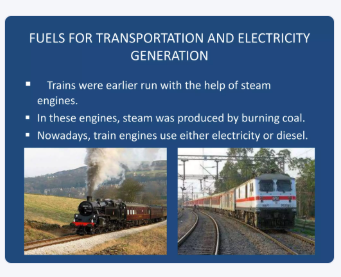 FUELS FOR TRANSPORTATION AND ELECTRICITY
GENERATION
▪ Trains were earlier run with the help of steam
engines.
▪ In these engines, steam was produced by burning coal.
▪ Nowadays, train engines use either electricity or diesel.